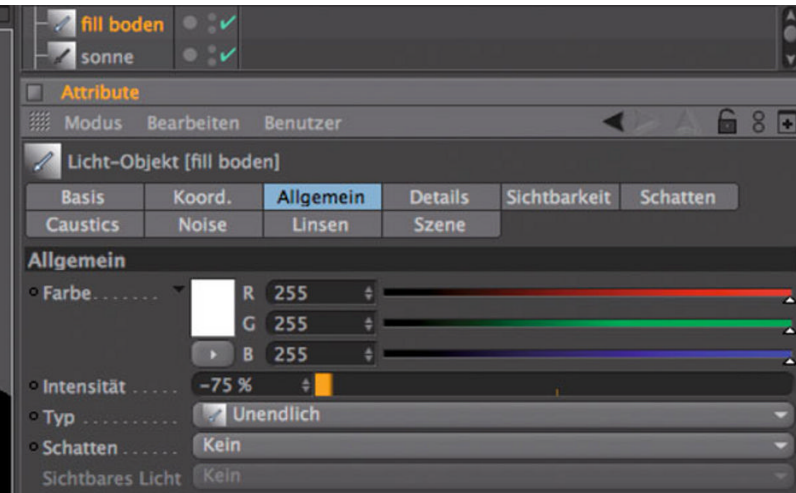 fill boden
sonne
Attribute
Modus Bearbeiten Benutzer
Licht-Objekt [fill boden]
Basis Koord. Allgemein Details Sichtbarkeit Schatten
Caustics Noise Linsen Szene
Allgemein
Farbe....... R 255
G 255
B 255
Intensität ..... -75 %
Typ .......... Unendlich
Schatten...... Kein
Sichtbares Licht Kein